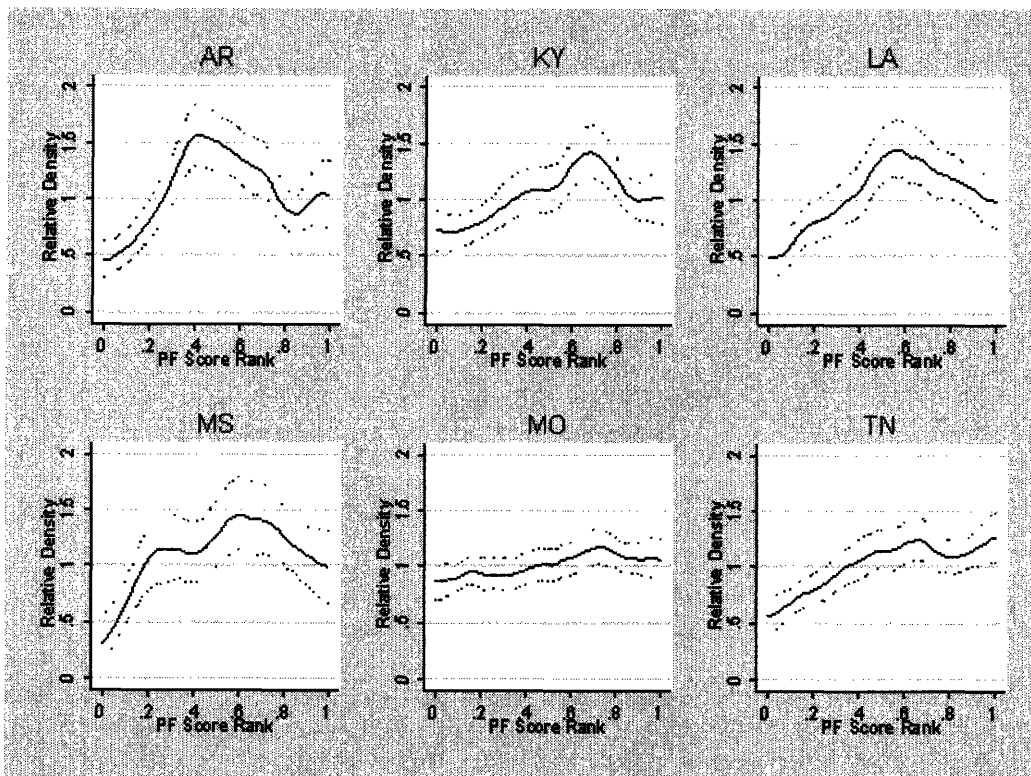 AR
KY
LA
Relative Density
0 .5 1 1.5 2
0 .2 .4 .6 .8 1
PF Score Rank
Relative Density
0 .5 1 1.5 2
0 .2 .4 .6 .8 1
PF Score Rank
Relative Density
0 .5 1 1.5 2
0 .2 .4 .6 .8 1
PF Score Rank
MS
MO
TN
Relative Density
0 .5 1 1.5 2
0 .2 .4 .6 .8 1
PF Score Rank
Relative Density
0 .5 1 1.5 2
0 .2 .4 .6 .8 1
PF Score Rank
Relative Density
0 .5 1 1.5 2
0 .2 .4 .6 .8 1
PF Score Rank